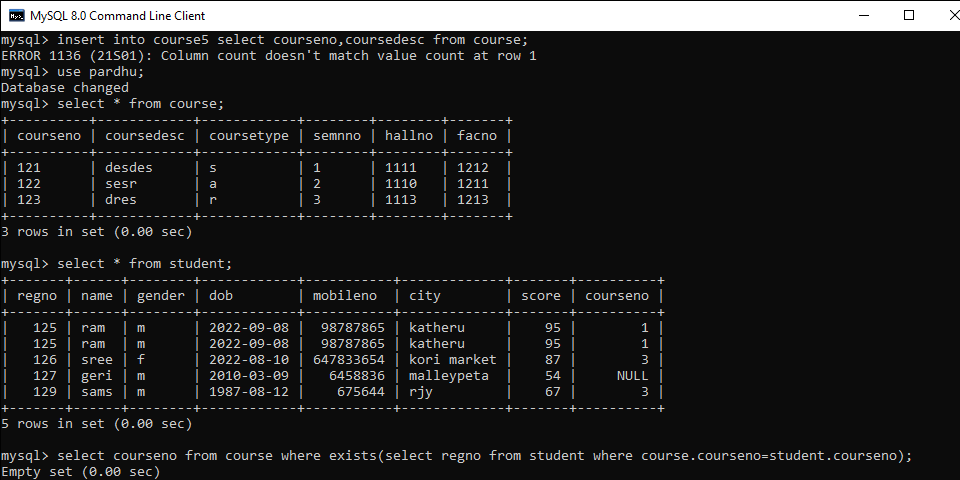 MySQL 8.0 Command Line Client
mysql> insert into course5 select courseno,coursedesc from course;
ERROR 1136 (21S01): Column count doesn't match value count at row 1
mysql> use pardhu;
Database changed
mysql> select * from course;
+----------+------------+------------+--------+--------+-------+
| courseno | coursedesc | coursetype | semnno | hallno | facno |
+----------+------------+------------+--------+--------+-------+
| 121      | desdes     | s          | 1      | 1111   | 1212  |
| 122      | sesr       | a          | 2      | 1110   | 1211  |
| 123      | dres       | r          | 3      | 1113   | 1213  |
+----------+------------+------------+--------+--------+-------+
3 rows in set (0.00 sec)
mysql> select * from student;
+-------+------+--------+------------+-----------+-------------+-------+----------+
| regno | name | gender | dob        | mobileno  | city        | score | courseno |
+-------+------+--------+------------+-----------+-------------+-------+----------+
|   125 | ram  | m      | 2022-09-08 |  98787865 | katheru     |    95 |        1 |
|   125 | ram  | m      | 2022-09-08 |  98787865 | katheru     |    95 |        1 |
|   126 | sree | f      | 2022-08-10 | 647833654 | kori market |    87 |        3 |
|   127 | geri | m      | 2010-03-09 |   6458836 | malleypeta  |    54 |     NULL |
|   129 | sams | m      | 1987-08-12 |    675644 | rjy         |    67 |        3 |
+-------+------+--------+------------+-----------+-------------+-------+----------+
5 rows in set (0.00 sec)
mysql> select courseno from course where exists(select regno from student where course.courseno=student.courseno);
Empty set (0.00 sec)